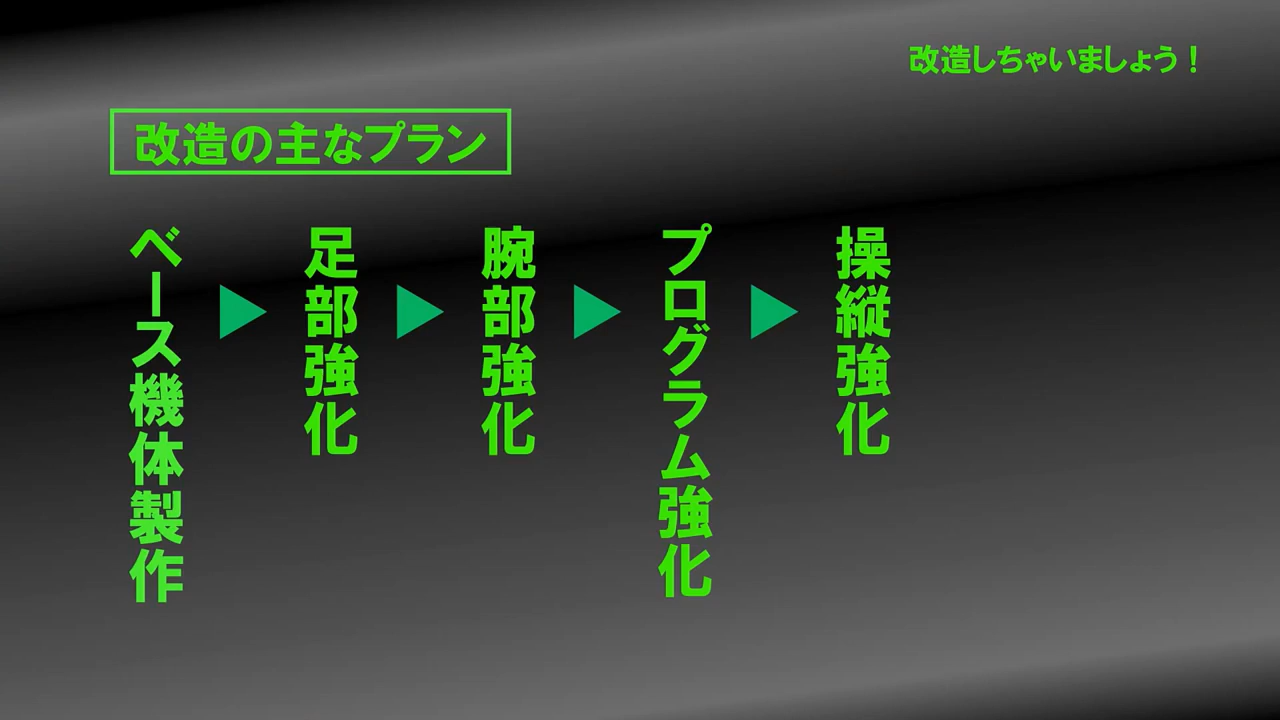 改造しちゃいましょう！
改造の主なプラン
ベース機体製作
足部強化
腕部強化
プログラム強化
操縦強化